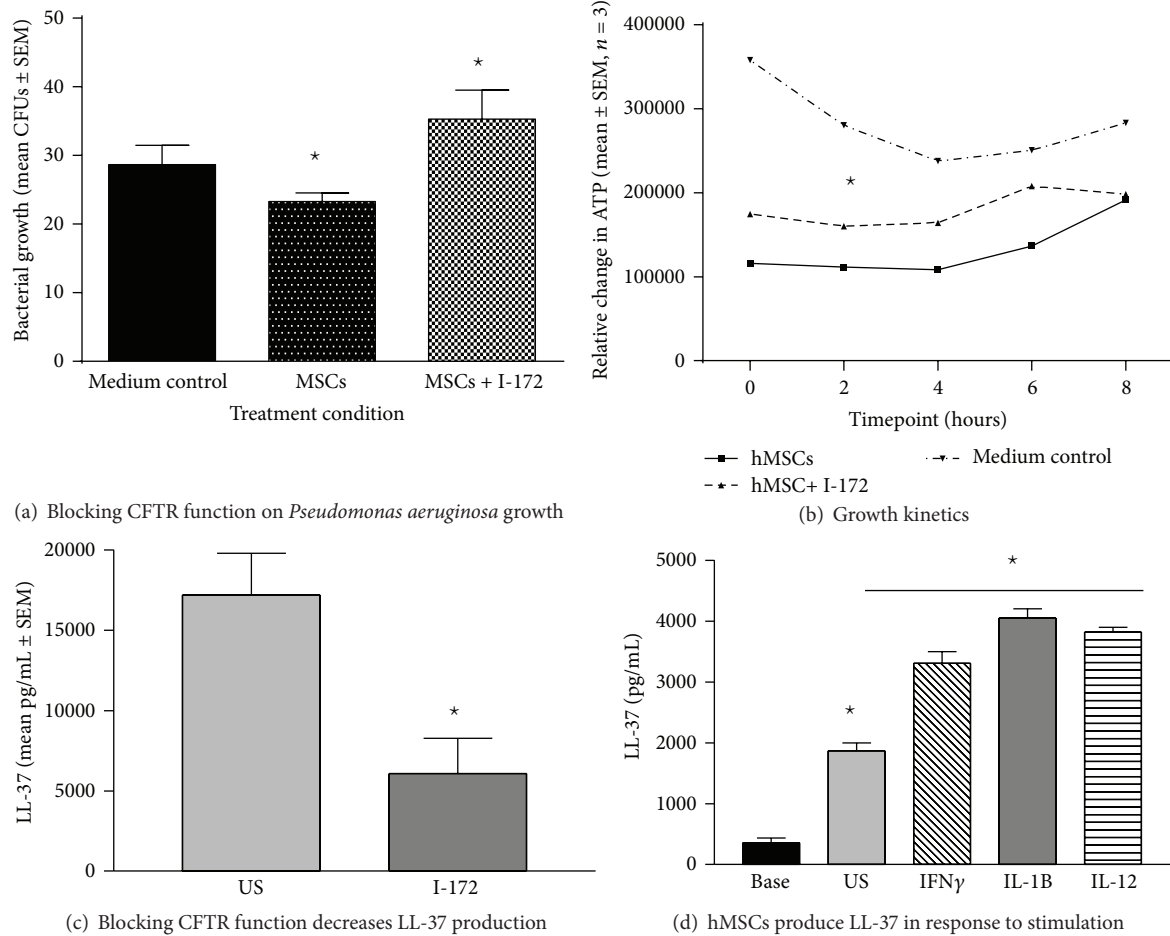 50
40
30
20
10
0
Bacterial growth (mean CFUs ± SEM)
*
*
Medium control MSCs MSCs + I-172
Treatment condition
(a) Blocking CFTR function on Pseudomonas aeruginosa growth
400000
300000
200000
100000
0
Relative change in ATP (mean ± SEM, n = 3)
*
0 2 4 6 8
Timepoint (hours)
hMSCs
hMSC+ I-172
Medium control
(b) Growth kinetics
20000
15000
10000
5000
0
LL-37 (mean pg/mL ± SEM)
*
US I-172
(c) Blocking CFTR function decreases LL-37 production
5000
4000
3000
2000
1000
0
LL-37 (pg/mL)
*
*
Base US IFNγ IL-1B IL-12
(d) hMSCs produce LL-37 in response to stimulation